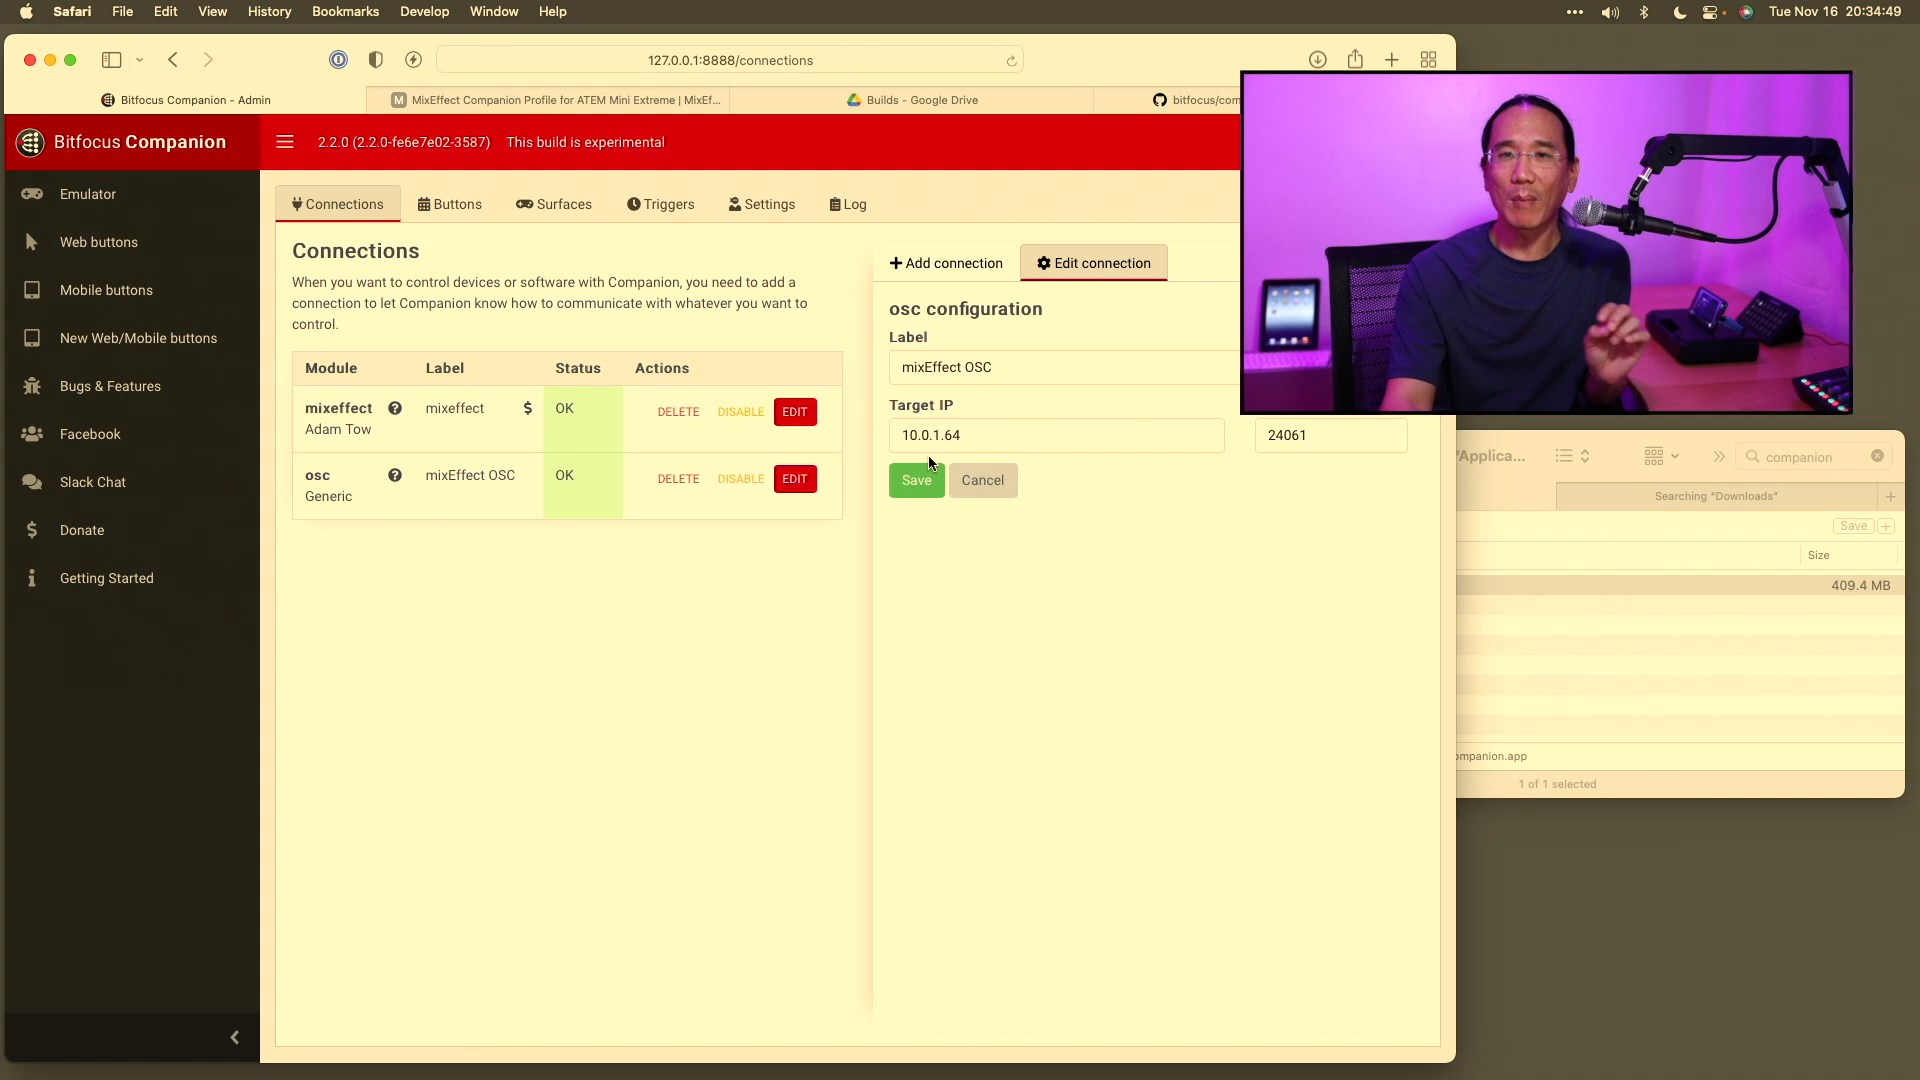 Safari File Edit View History Bookmarks Develop Window Help
Tue Nov 16 20:34:49
127.0.0.1:8888/connections
Bitfocus Companion - Admin
MixEffect Companion Profile for ATEM Mini Extreme | MixEf...
Builds - Google Drive
bitfocus/com
Bitfocus Companion
2.2.0 (2.2.0-fe6e7e02-3587) This build is experimental
Emulator
Web buttons
Mobile buttons
New Web/Mobile buttons
Bugs & Features
Facebook
Slack Chat
Donate
Getting Started
Connections Buttons Surfaces Triggers Settings Log
Connections
When you want to control devices or software with Companion, you need to add a
connection to let Companion know how to communicate with whatever you want to
control.
Module Label Status Actions
mixeffect mixeffect $ OK DELETE DISABLE EDIT
Adam Tow
osc mixEffect OSC OK DELETE DISABLE EDIT
Generic
Add connection Edit connection
osc configuration
Label
mixEffect OSC
Target IP
10.0.1.64 24061
Save Cancel
"Applica... companion
Searching "Downloads"
Save
Size
409.4 MB
ompanion.app
1 of 1 selected